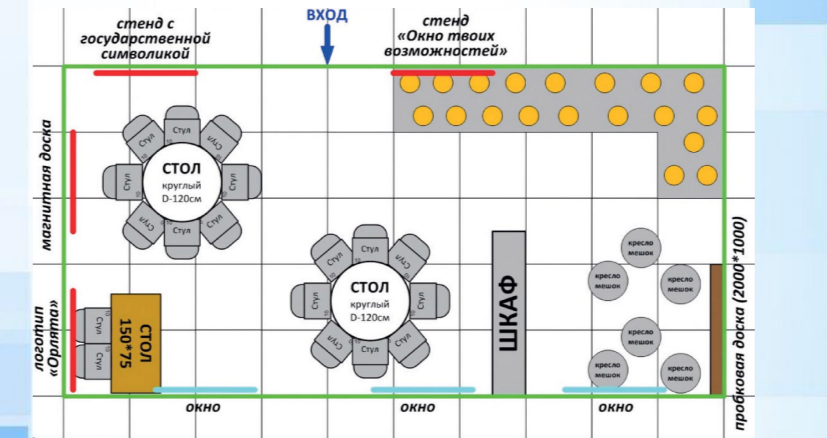 стенд с
государственной
символикой
ВХОД
стенд
«Окно твоих
возможностей»
магнитная доска
Стул
Стул
Стул
Стул
Стул
Стул
Стул
Стул
СТОЛ
круглый
D-120см
логотип
«Орлята»
Стул
Стул
СТОЛ
150*75
Стул
Стул
Стул
Стул
Стул
Стул
Стул
Стул
СТОЛ
круглый
D-120см
ШКАФ
кресло
мешок
кресло
мешок
кресло
мешок
кресло
мешок
кресло
мешок
кресло
мешок
пробковая доска (2000*1000)
окно
окно
окно